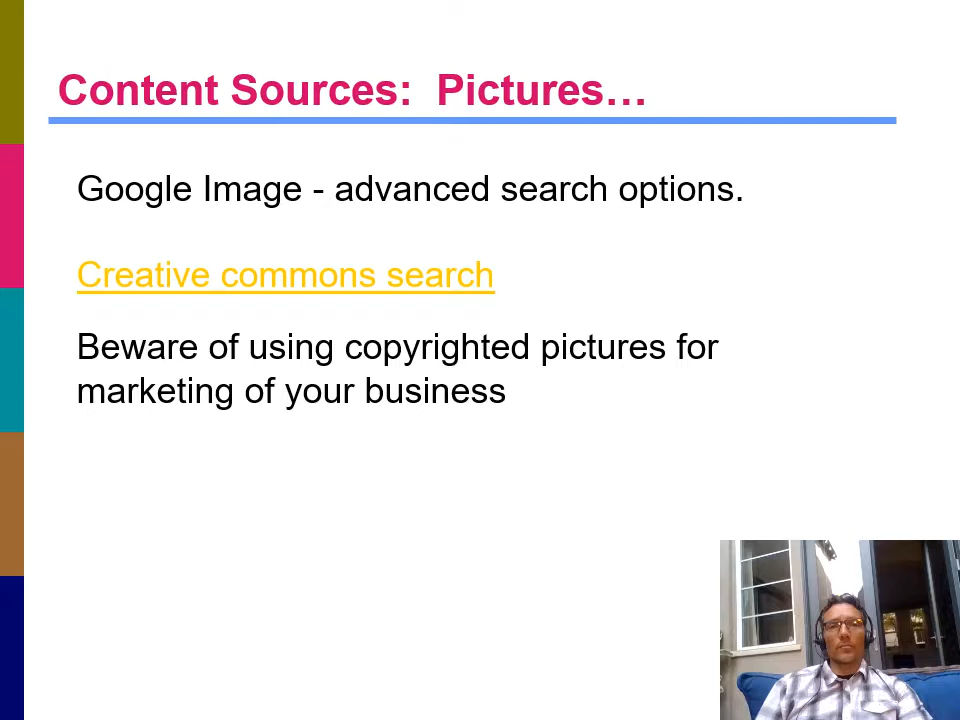 Content Sources:  Pictures…
Google Image - advanced search options.
Creative commons search
Beware of using copyrighted pictures for
marketing of your business